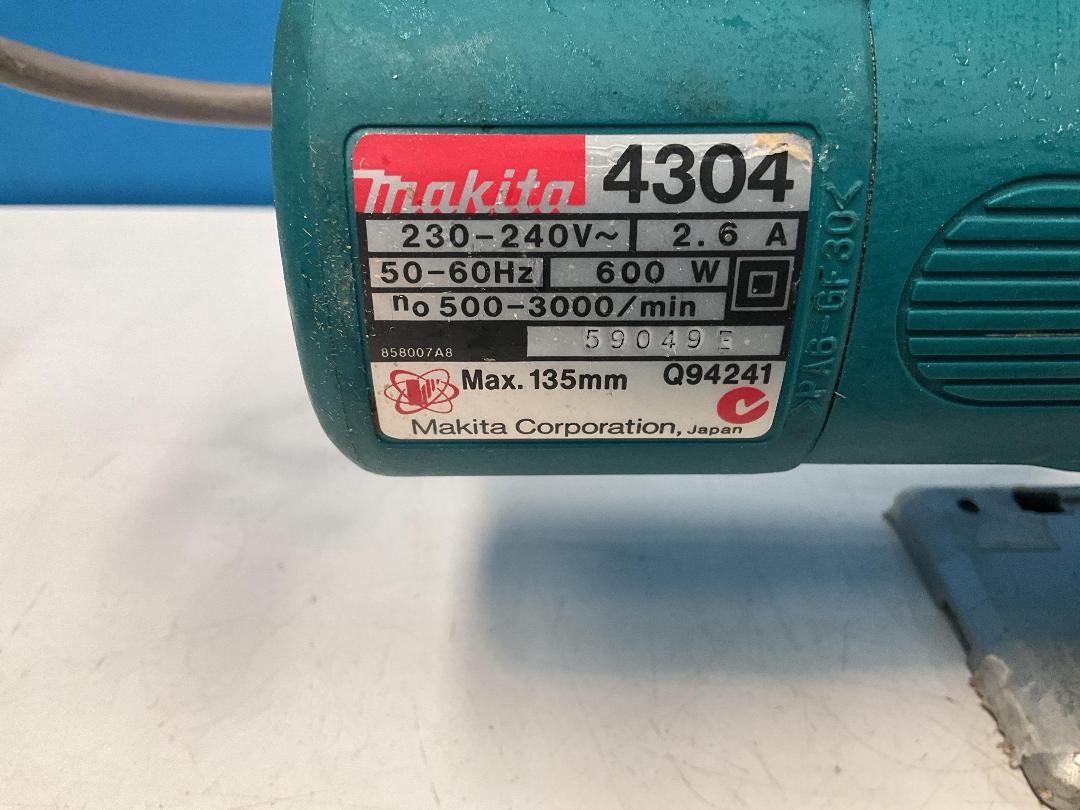 makita 4304
230-240V~ 2.6 A
50-60Hz 600 W
no 500-3000/min
858007A8 59049E
Max. 135mm Q94241
Makita Corporation, Japan
>PA6-GF30<